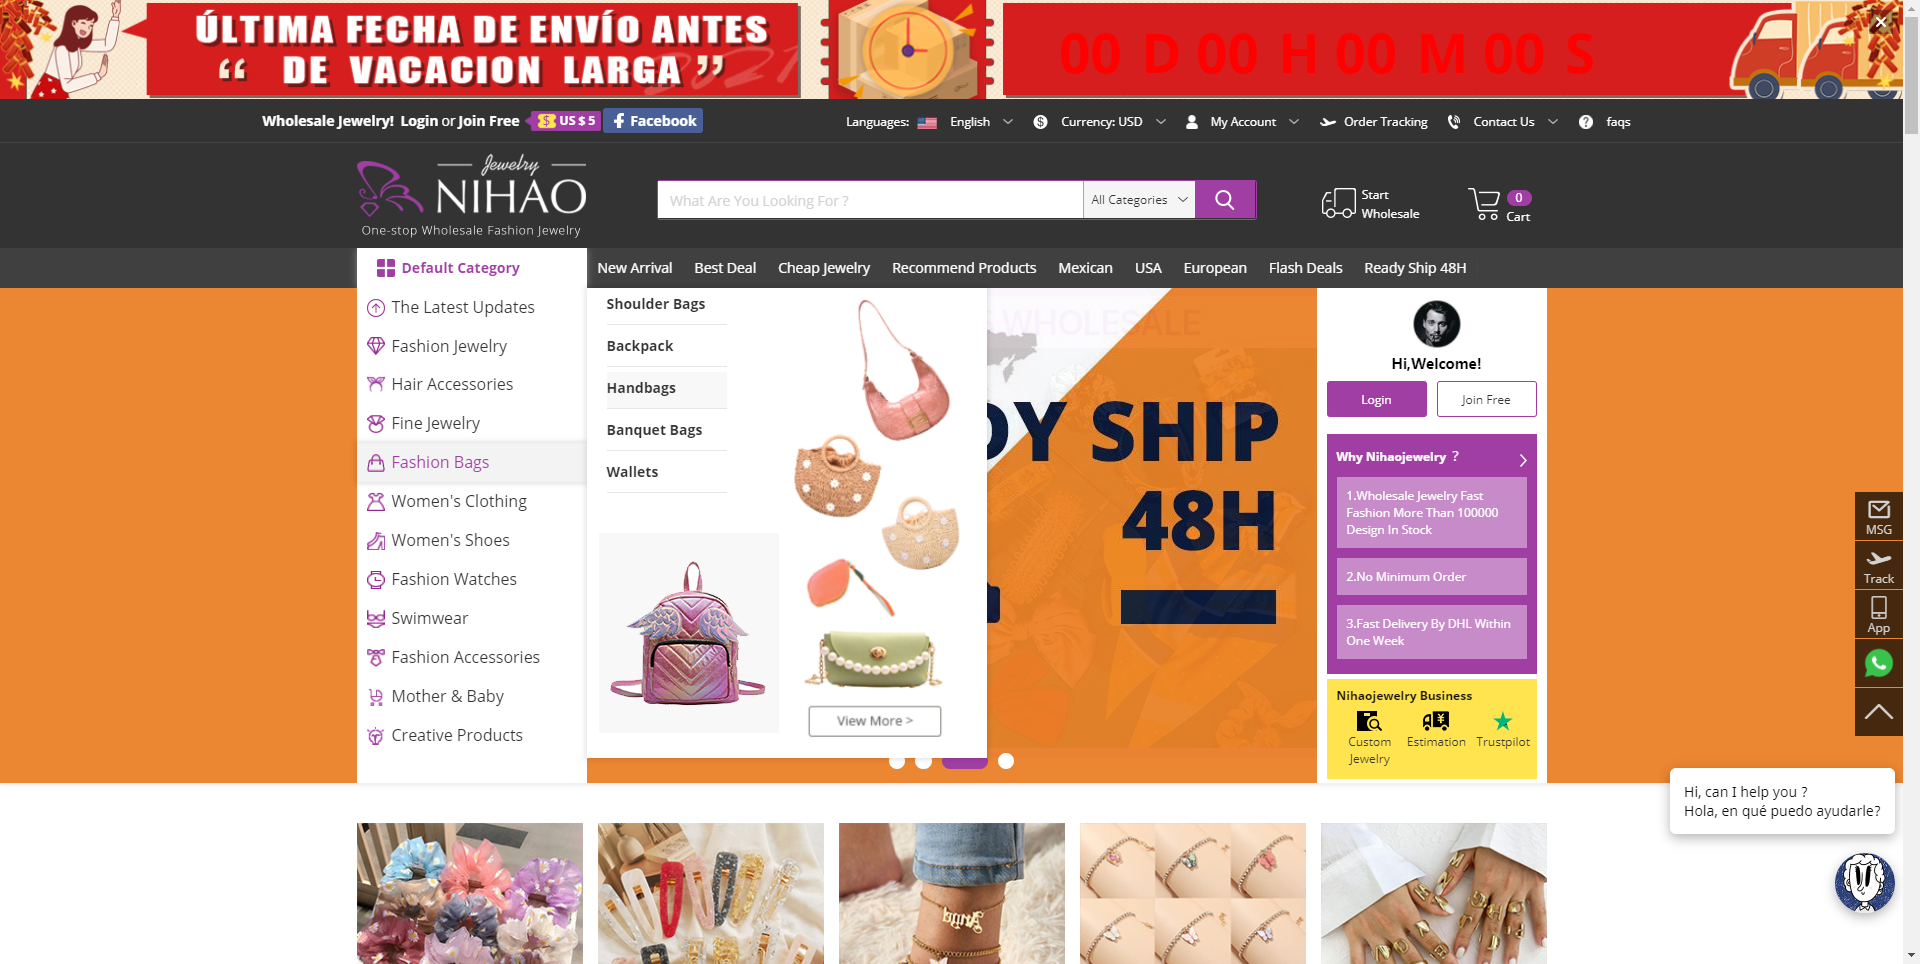 ÚLTIMA FECHA DE ENVÍO ANTES
“ DE VACACION LARGA ”
00 D 00 H 00 M 00 S
Wholesale Jewelry! Login or Join Free
US $ 5
Facebook
Languages: English
Currency: USD
My Account
Order Tracking
Contact Us
faqs
Jewelry
NIHAO
One-stop Wholesale Fashion Jewelry
What Are You Looking For ?
All Categories
Start
Wholesale
0
Cart
Default Category
New Arrival
Best Deal
Cheap Jewelry
Recommend Products
Mexican
USA
European
Flash Deals
Ready Ship 48H
The Latest Updates
Fashion Jewelry
Hair Accessories
Fine Jewelry
Fashion Bags
Women's Clothing
Women's Shoes
Fashion Watches
Swimwear
Fashion Accessories
Mother & Baby
Creative Products
Shoulder Bags
Backpack
Handbags
Banquet Bags
Wallets
View More >
WHOLESALE
DY SHIP
48H
Hi,Welcome!
Login
Join Free
Why Nihaojewelry ?
1.Wholesale Jewelry Fast
Fashion More Than 100000
Design In Stock
2.No Minimum Order
3.Fast Delivery By DHL Within
One Week
Nihaojewelry Business
Custom
Jewelry
Estimation
Trustpilot
MSG
Track
App
Hi, can I help you ?
Hola, en qué puedo ayudarle?